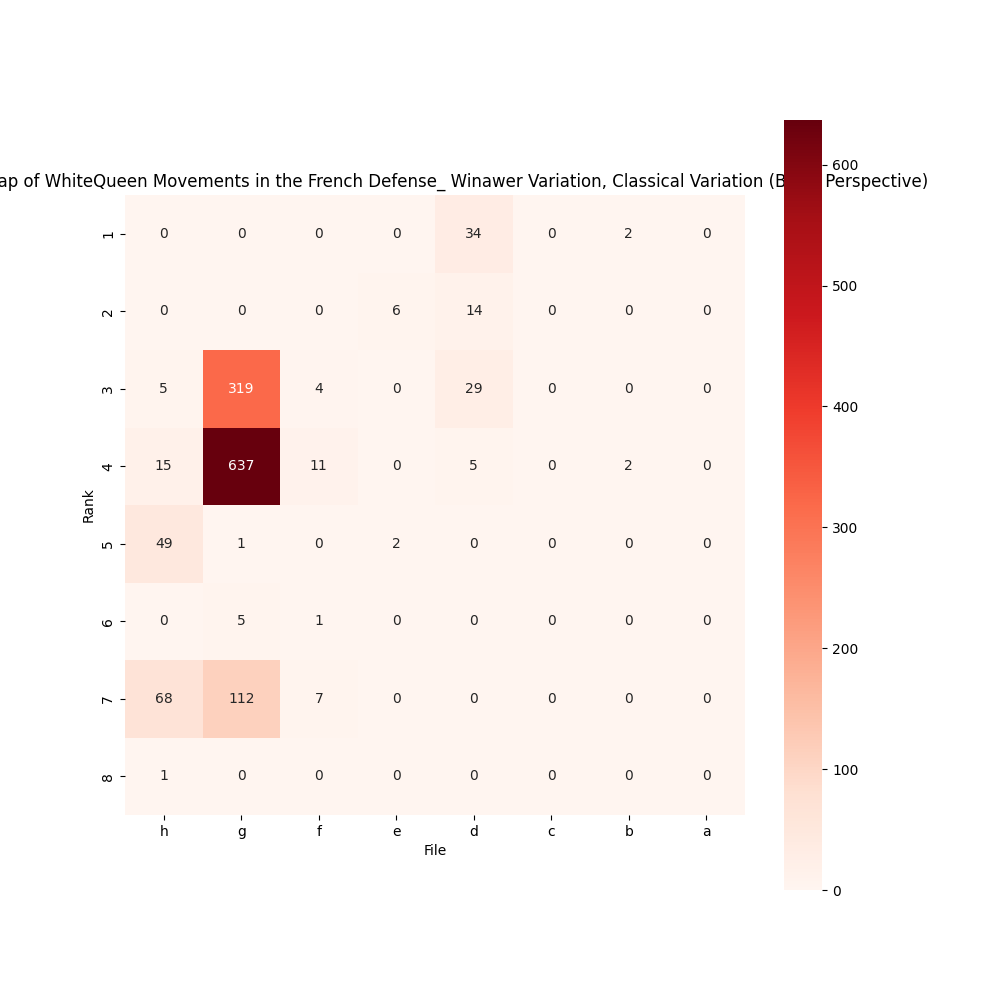 ap of WhiteQueen Movements in the French Defense_ Winawer Variation, Classical Variation (B Perspective)
600
1 0 0 0 0 34 0 2 0
500
2 0 0 0 6 14 0 0 0
3 5 319 4 0 29 0 0 0
400
4 15 637 11 0 5 0 2 0
Rank
300
5 49 1 0 2 0 0 0 0
6 0 5 1 0 0 0 0 0
200
7 68 112 7 0 0 0 0 0
100
8 1 0 0 0 0 0 0 0
h g f e d c b a
File
0